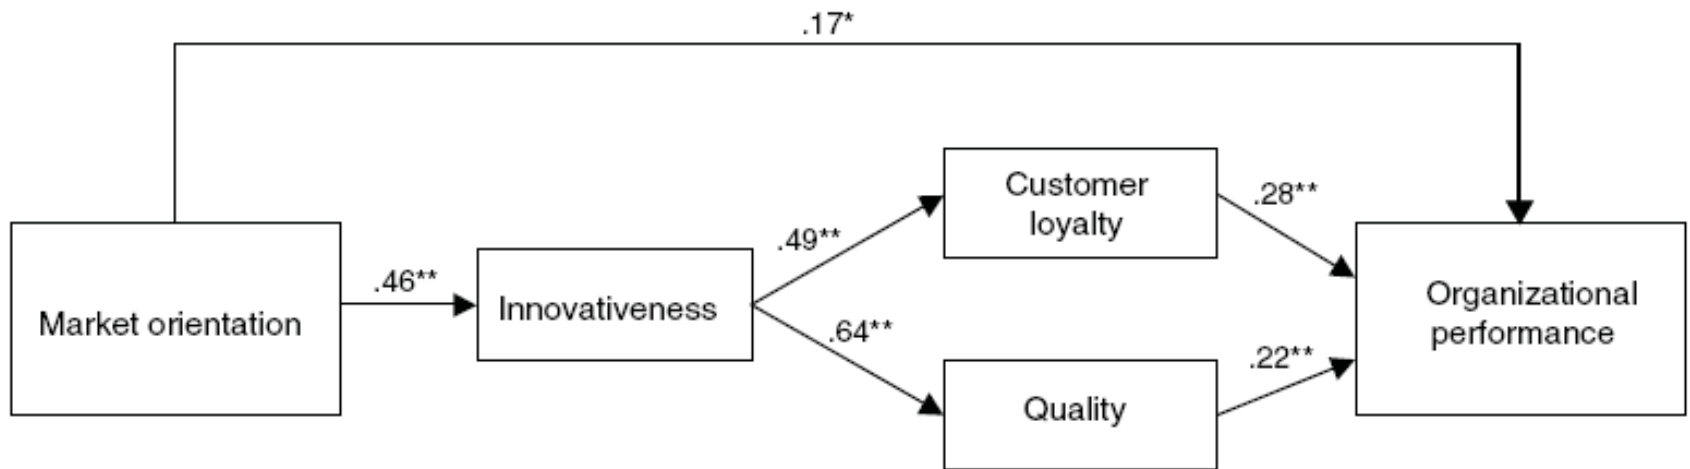 .17*
Customer
loyalty
.28**
.49**
.46**
Market orientation
Innovativeness
Organizational
performance
.64**
.22**
Quality